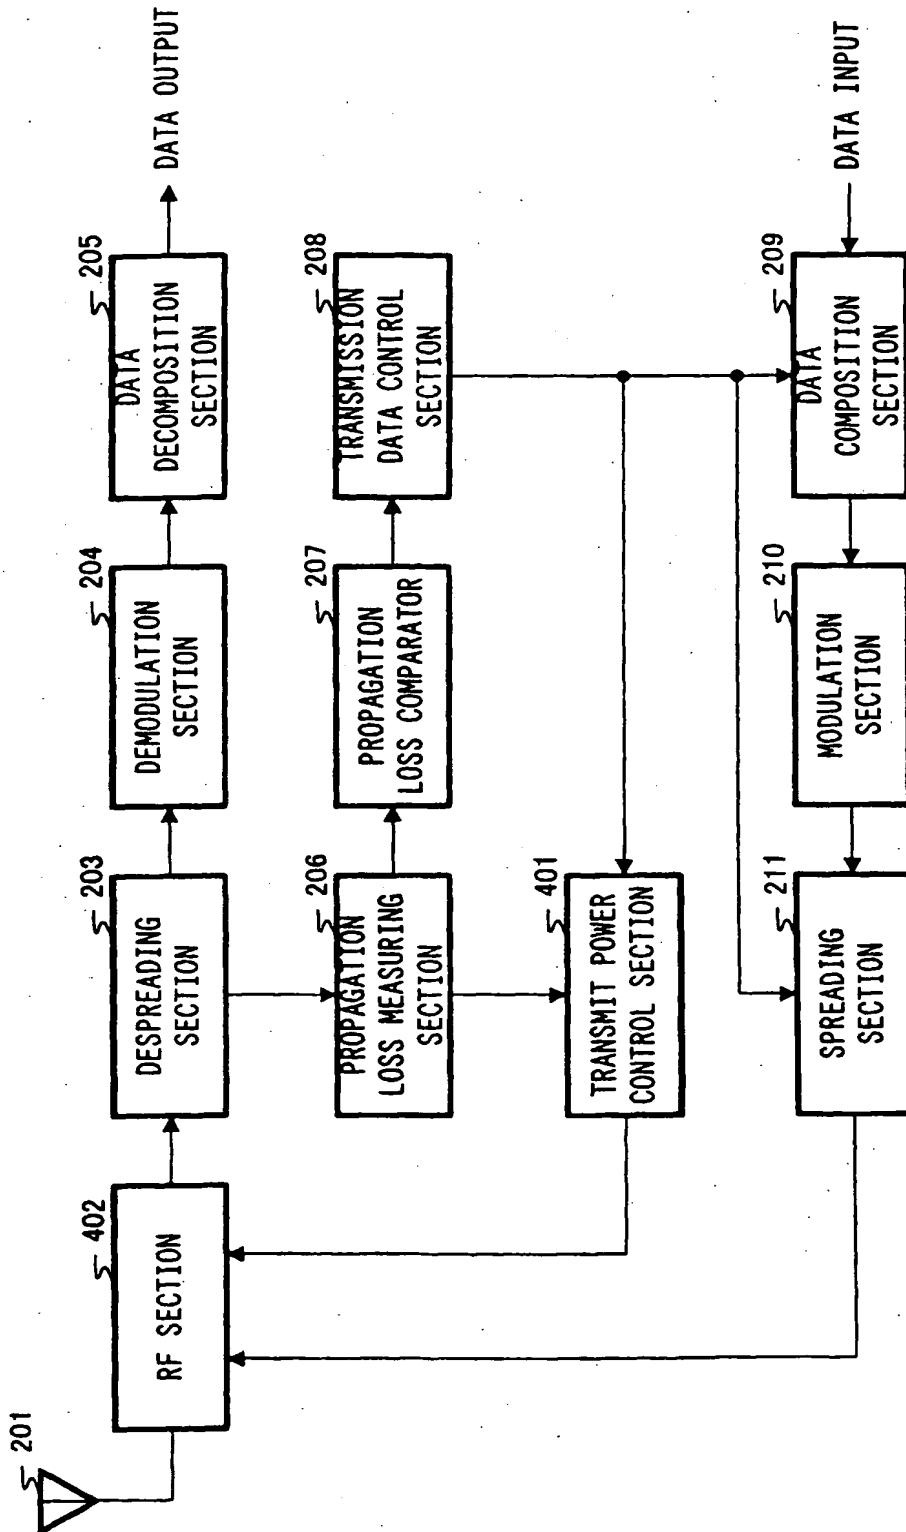 201
402
RF SECTION
203
DESPREADING
SECTION
204
DEMODULATION
SECTION
205
DATA
DECOMPOSITION
SECTION
DATA OUTPUT
206
PROPAGATION
LOSS MEASURING
SECTION
207
PROPAGATION
LOSS COMPARATOR
208
TRANSMISSION
DATA CONTROL
SECTION
401
TRANSMIT POWER
CONTROL SECTION
211
SPREADING
SECTION
210
MODULATION
SECTION
209
DATA
COMPOSITION
SECTION
DATA INPUT